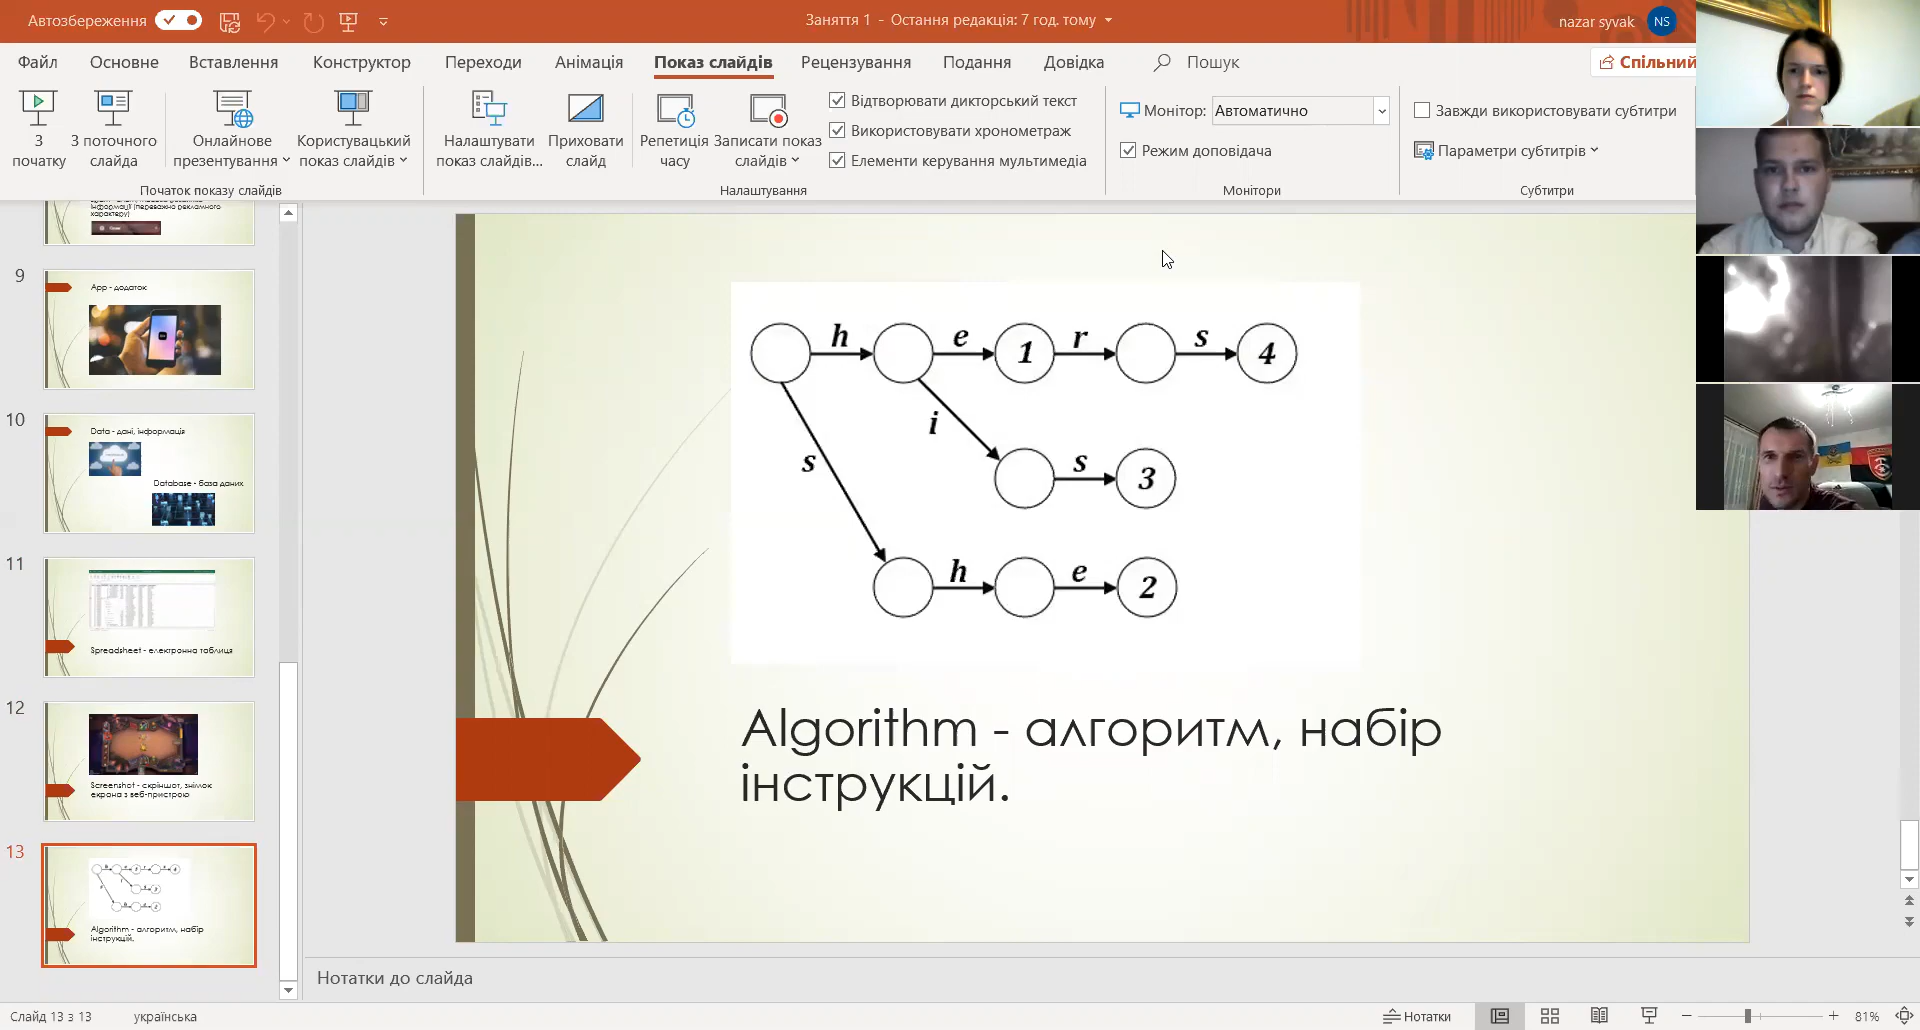 Автозбереження
Заняття 1 - Остання редакція: 7 год. тому
nazar syvak
NS
Файл
Основне
Вставлення
Конструктор
Переходи
Анімація
Показ слайдів
Рецензування
Подання
Довідка
Пошук
Спільний
З початку
З поточного слайда
Онлайнове презентування
Користувацький показ слайдів
Початок показу слайдів
Налаштувати показ слайдів...
Приховати слайд
Репетиція часу
Записати показ слайдів
Відтворювати дикторський текст
Використовувати хронометраж
Елементи керування мультимедіа
Налаштування
Монітор: Автоматично
Режим доповідача
Монітори
Завжди використовувати субтитри
Параметри субтитрів
Субтитри
інформації (переважно рекламного
характеру)
9
App - додаток
10
Data - дані, інформація
Database - база даних
11
Spreadsheet - електронна таблиця
12
Screenshot - скріншот, знімок
екрана з веб-пристрою
13
Algorithm - алгоритм, набір
інструкцій.
h e 1 r s 4
i
s 3
s
h e 2
Algorithm - алгоритм, набір
інструкцій.
Нотатки до слайда
Слайд 13 з 13
українська
Нотатки
81%